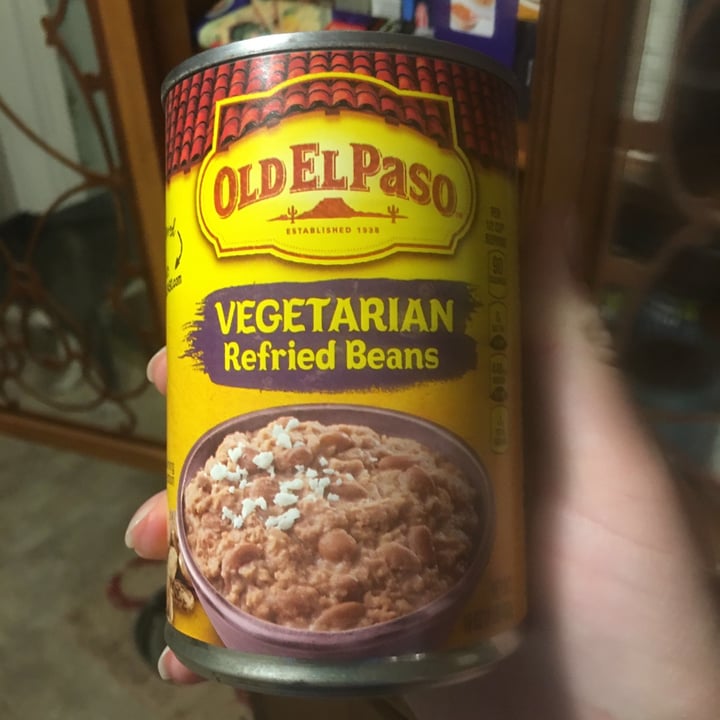 OLD EL PASO
ESTABLISHED 1938
VEGETARIAN
Refried Beans